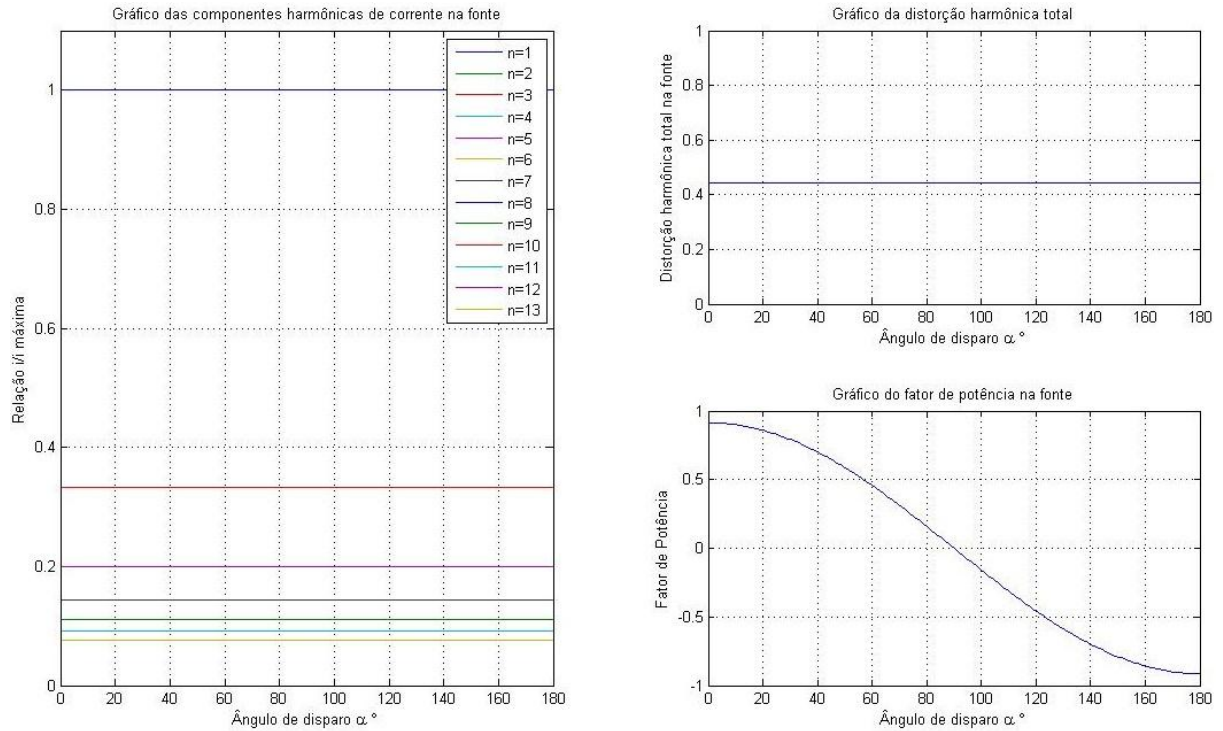 Gráfico das componentes harmônicas de corrente na fonte
1
0.8
0.6
0.4
0.2
0
0 20 40 60 80 100 120 140 160 180
Relação i/i máxima
Ângulo de disparo α °
n=1
n=2
n=3
n=4
n=5
n=6
n=7
n=8
n=9
n=10
n=11
n=12
n=13
Gráfico da distorção harmônica total
1
0.8
0.6
0.4
0.2
0
0 20 40 60 80 100 120 140 160 180
Distorção harmônica total na fonte
Ângulo de disparo α °
Gráfico do fator de potência na fonte
1
0.5
0
-0.5
-1
0 20 40 60 80 100 120 140 160 180
Fator de Potência
Ângulo de disparo α °